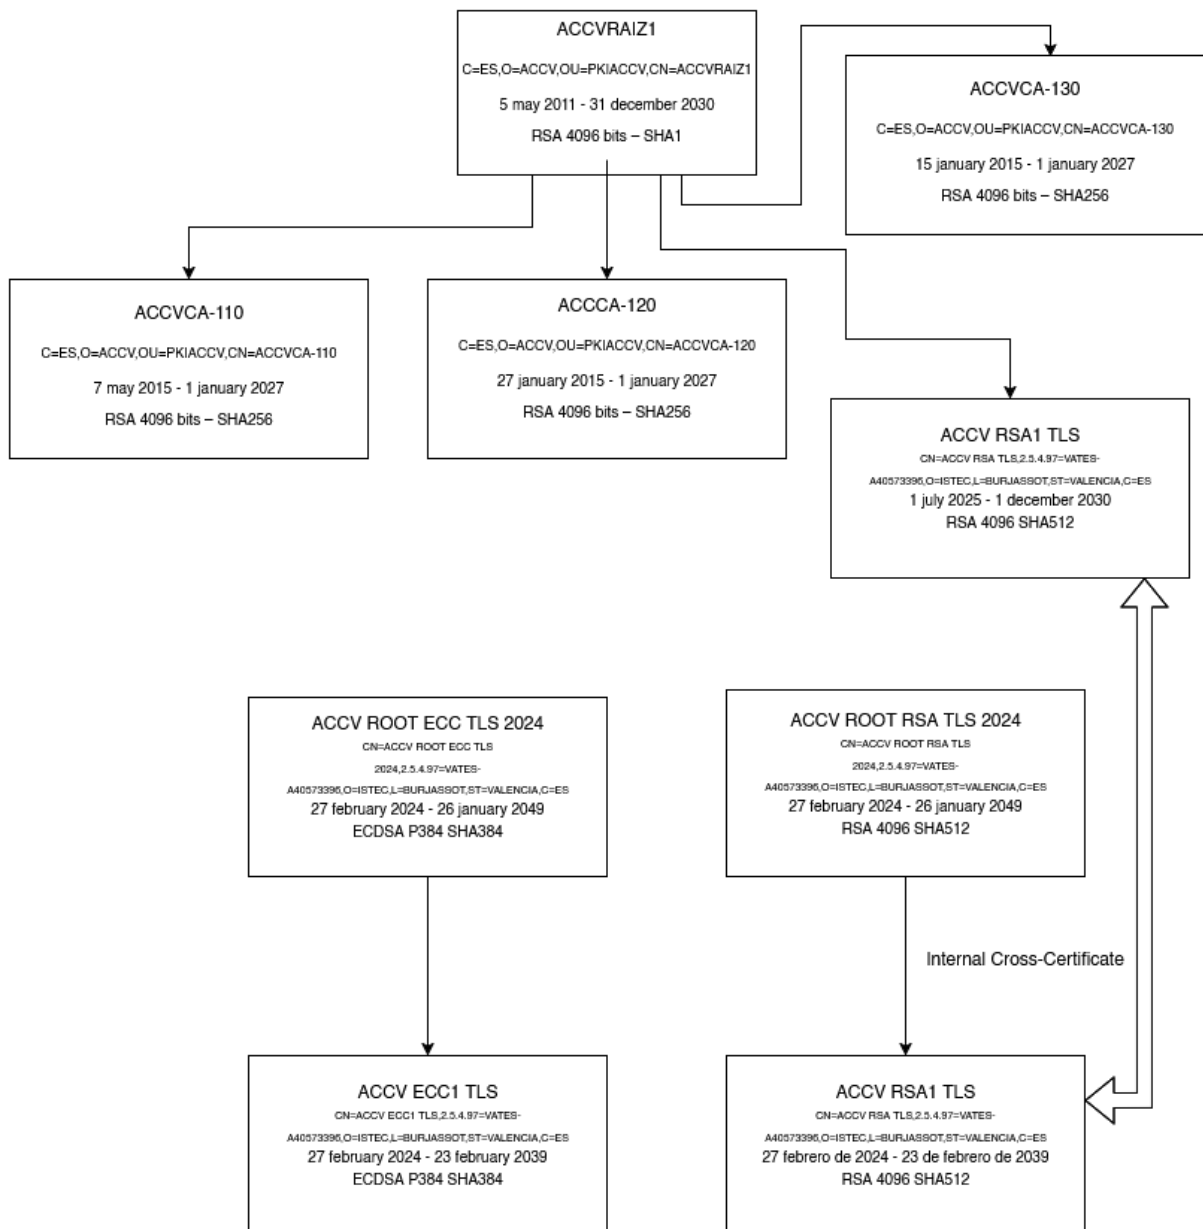 ACCVRAIZ1
C=ES,O=ACCV,OU=PKIACCV,CN=ACCVRAIZ1
5 may 2011 - 31 december 2030
RSA 4096 bits – SHA1
ACCVCA-130
C=ES,O=ACCV,OU=PKIACCV,CN=ACCVCA-130
15 january 2015 - 1 january 2027
RSA 4096 bits – SHA256
ACCVCA-110
C=ES,O=ACCV,OU=PKIACCV,CN=ACCVCA-110
7 may 2015 - 1 january 2027
RSA 4096 bits – SHA256
ACCCA-120
C=ES,O=ACCV,OU=PKIACCV,CN=ACCVCA-120
27 january 2015 - 1 january 2027
RSA 4096 bits – SHA256
ACCV RSA1 TLS
CN=ACCV RSA TLS,2.5.4.97=VATES-
A40573396,O=ISTEC,L=BURJASSOT,ST=VALENCIA,C=ES
1 july 2025 - 1 december 2030
RSA 4096 SHA512
ACCV ROOT ECC TLS 2024
CN=ACCV ROOT ECC TLS
2024,2.5.4.97=VATES-
A40573396,O=ISTEC,L=BURJASSOT,ST=VALENCIA,C=ES
27 february 2024 - 26 january 2049
ECDSA P384 SHA384
ACCV ROOT RSA TLS 2024
CN=ACCV ROOT RSA TLS
2024,2.5.4.97=VATES-
A40573396,O=ISTEC,L=BURJASSOT,ST=VALENCIA,C=ES
27 february 2024 - 26 january 2049
RSA 4096 SHA512
Internal Cross-Certificate
ACCV ECC1 TLS
CN=ACCV ECC1 TLS,2.5.4.97=VATES-
A40573396,O=ISTEC,L=BURJASSOT,ST=VALENCIA,C=ES
27 february 2024 - 23 february 2039
ECDSA P384 SHA384
ACCV RSA1 TLS
CN=ACCV RSA TLS,2.5.4.97=VATES-
A40573396,O=ISTEC,L=BURJASSOT,ST=VALENCIA,C=ES
27 febrero de 2024 - 23 de febrero de 2039
RSA 4096 SHA512